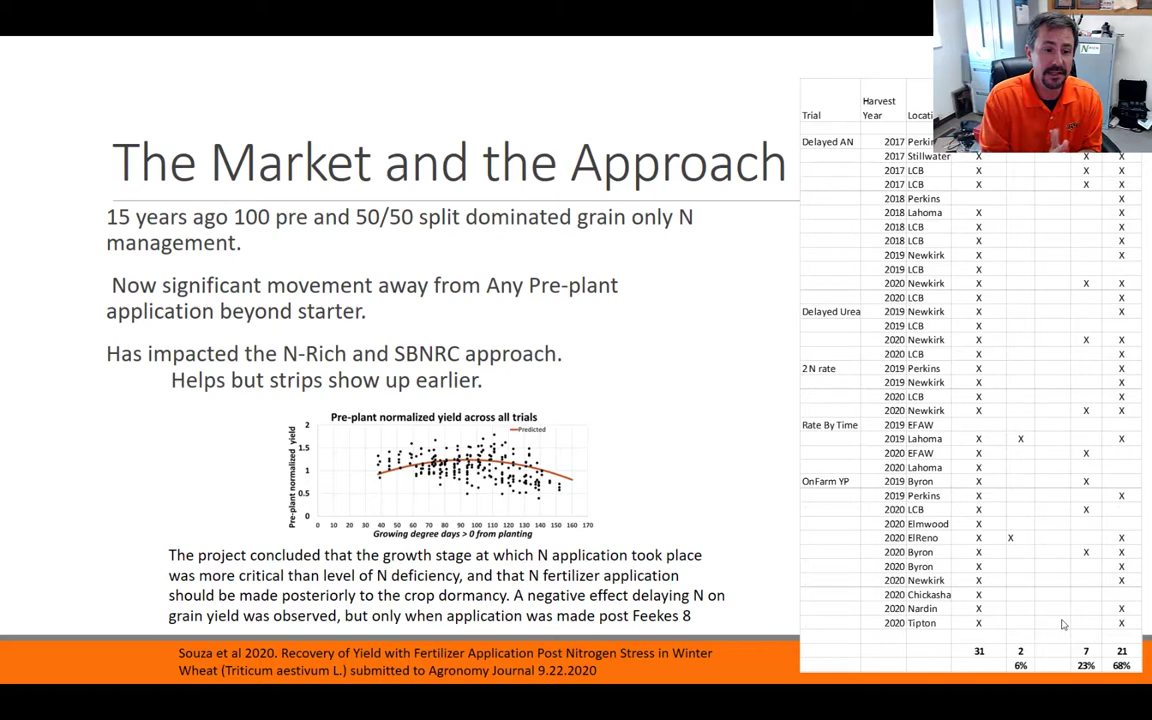 The Market and the Approach
15 years ago 100 pre and 50/50 split dominated grain only N
management.
Now significant movement away from Any Pre-plant
application beyond starter.
Has impacted the N-Rich and SBNRC approach.
Helps but strips show up earlier.
Pre-plant normalized yield across all trials
Predicted
Pre-plant normalized yield
2
1.5
1
0.5
0
0 10 20 30 40 50 60 70 80 90 100 110 120 130 140 150 160 170
Growing degree days > 0 from planting
The project concluded that the growth stage at which N application took place
was more critical than level of N deficiency, and that N fertilizer application
should be made posteriorly to the crop dormancy. A negative effect delaying N on
grain yield was observed, but only when application was made post Feekes 8
Souza et al 2020. Recovery of Yield with Fertilizer Application Post Nitrogen Stress in Winter
Wheat (Triticum aestivum L.) submitted to Agronomy Journal 9.22.2020
Harvest
Trial Year
Delayed AN 2017 X X
2017 Stillwater X X X
2017 LCB X X X
2017 LCB X X X
2018 Perkins X
2018 Lahoma X X
2018 LCB X X
2018 LCB X X
2019 Newkirk X X
2019 LCB X
2020 Newkirk X X X
2020 LCB X X
Delayed Urea 2019 Newkirk X X
2019 LCB X
2020 Newkirk X X X
2020 LCB X X
2 N rate 2019 Perkins X X
2019 Newkirk X X
2019 LCB X X
2020 Newkirk X X X
Rate By Time 2019 EFAW X
2019 Lahoma X X X
2020 EFAW X X
2020 Lahoma X
OnFarm YP 2019 Byron X X
2019 Perkins X X
2020 LCB X X
2020 Elmwood X
2020 ElReno X X X
2020 Byron X X X
2020 Byron X X
2020 Newkirk X X
2020 Chickasha X
2020 Nardin X X
2020 Tipton X X
31 2 7 21
6% 23% 68%